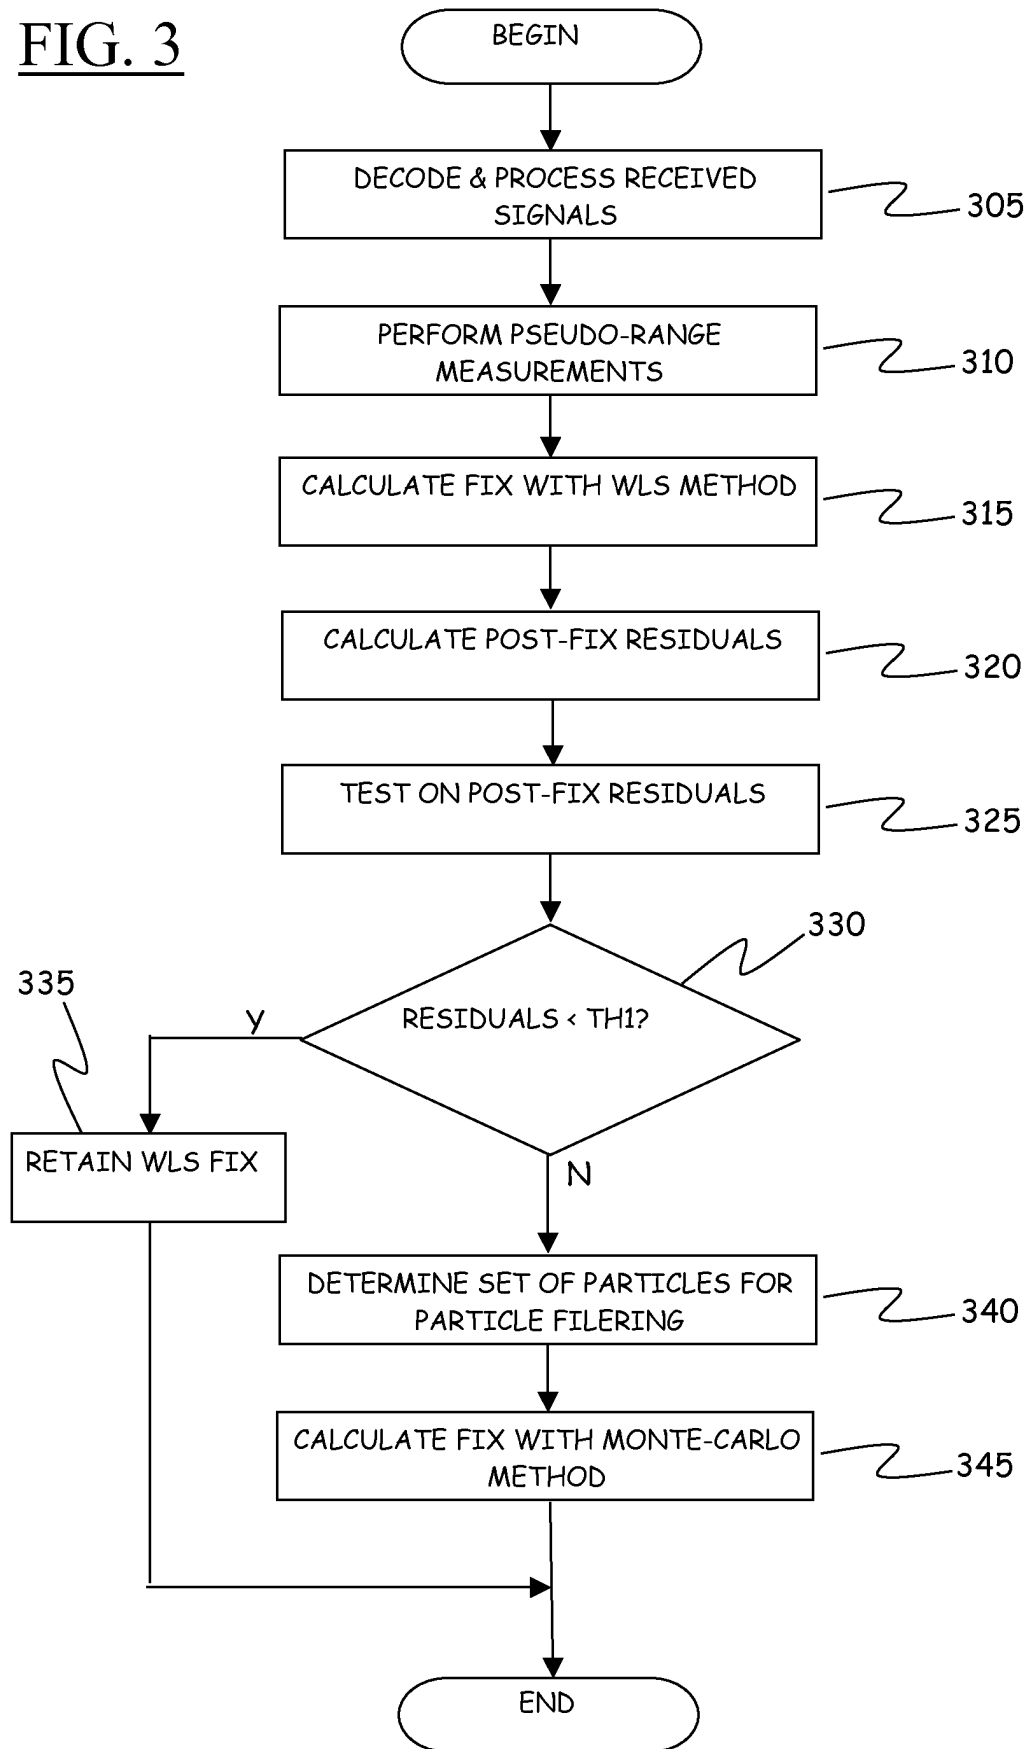 FIG. 3
BEGIN
DECODE & PROCESS RECEIVED
SIGNALS
305
PERFORM PSEUDO-RANGE
MEASUREMENTS
310
CALCULATE FIX WITH WLS METHOD
315
CALCULATE POST-FIX RESIDUALS
320
TEST ON POST-FIX RESIDUALS
325
330
RESIDUALS < TH1?
335
Y
RETAIN WLS FIX
N
DETERMINE SET OF PARTICLES FOR
PARTICLE FILERING
340
CALCULATE FIX WITH MONTE-CARLO
METHOD
345
END